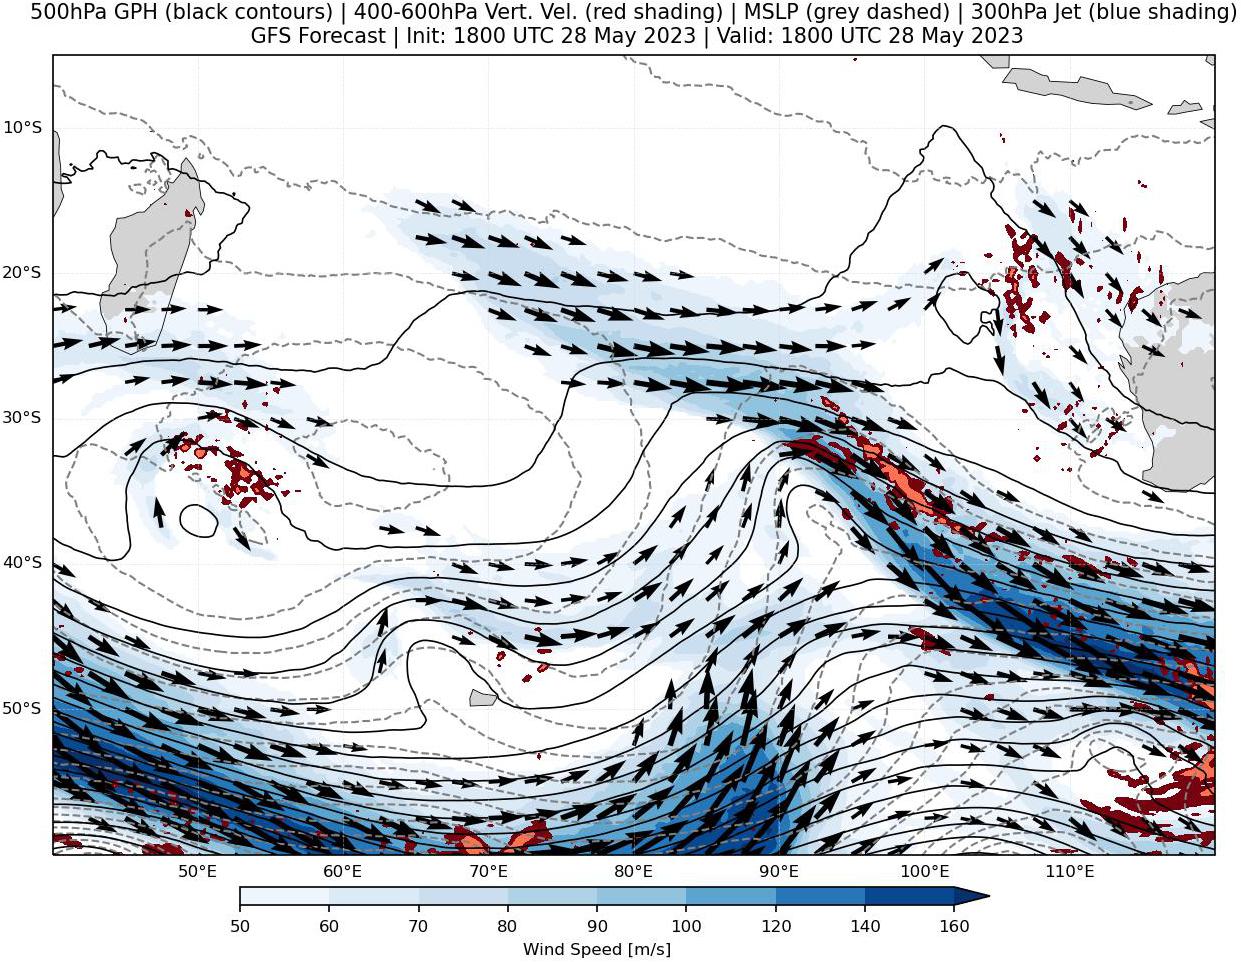 500hPa GPH (black contours) | 400-600hPa Vert. Vel. (red shading) | MSLP (grey dashed) | 300hPa Jet (blue shading)
GFS Forecast | Init: 1800 UTC 28 May 2023 | Valid: 1800 UTC 28 May 2023
10°S
20°S
30°S
40°S
50°S
50°E 60°E 70°E 80°E 90°E 100°E 110°E
50 60 70 80 90 100 120 140 160
Wind Speed [m/s]